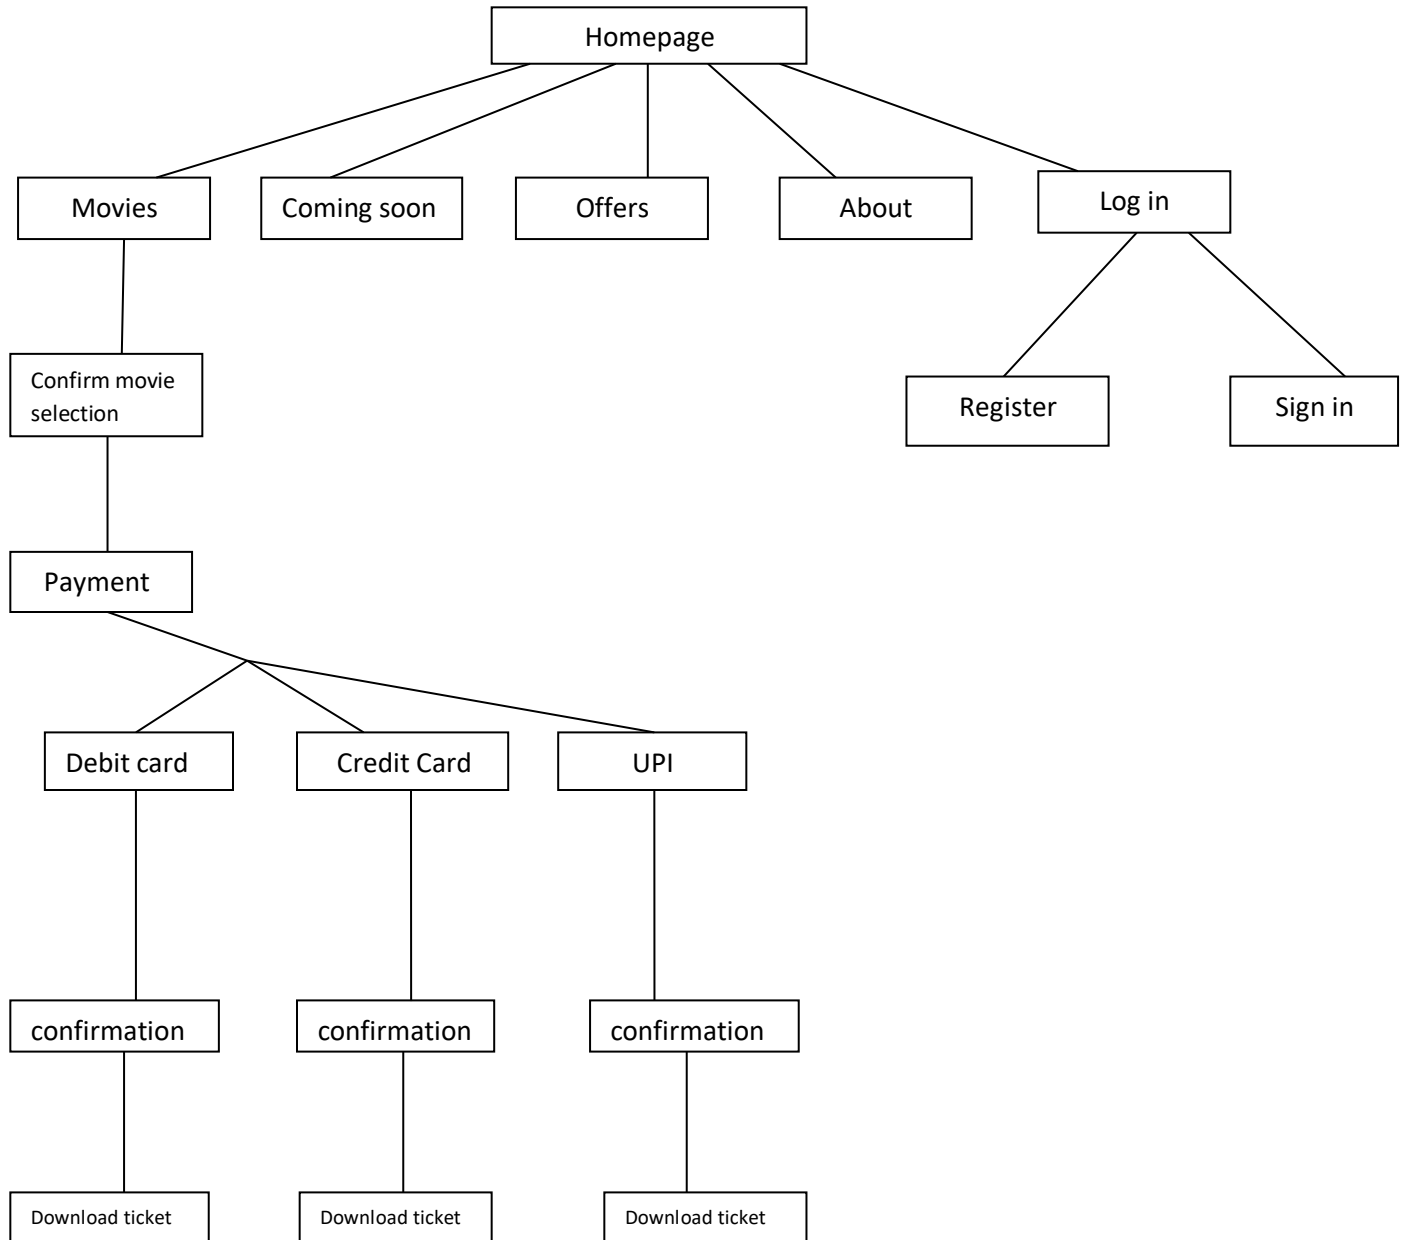 Homepage
Movies
Coming soon
Offers
About
Log in
Confirm movie
selection
Register
Sign in
Payment
Debit card
Credit Card
UPI
confirmation
confirmation
confirmation
Download ticket
Download ticket
Download ticket